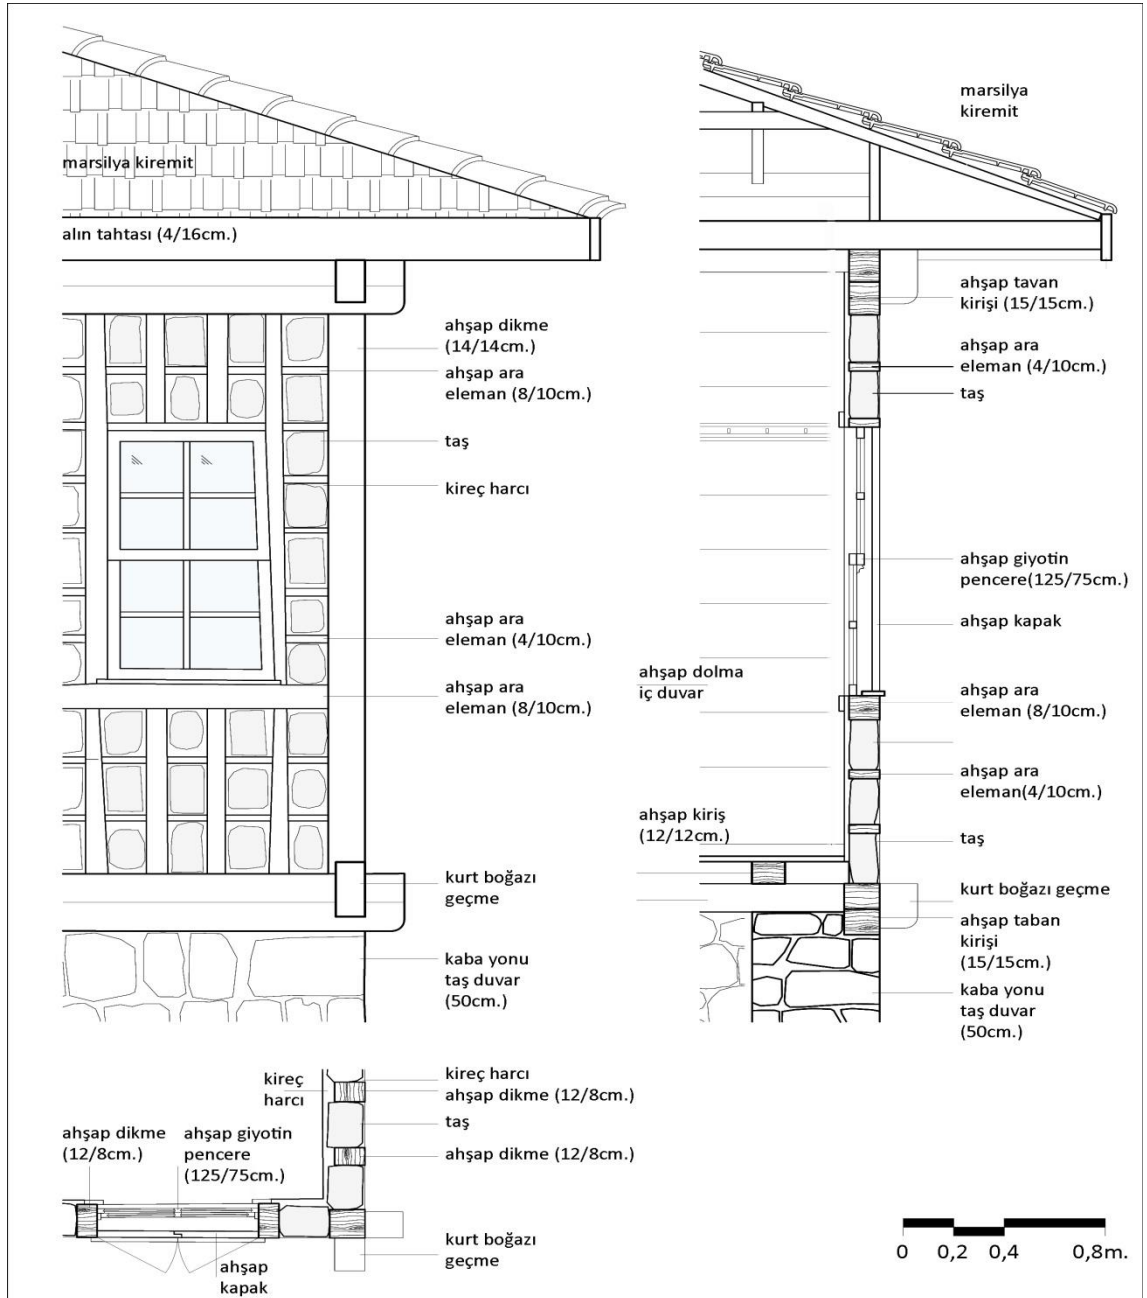 marsilya kiremit
alın tahtası (4/16cm.)
ahşap dikme
(14/14cm.)
ahşap ara
eleman (8/10cm.)
taş
kireç harcı
ahşap ara
eleman (4/10cm.)
ahşap ara
eleman (8/10cm.)
kurt boğazı
geçme
kaba yonu
taş duvar
(50cm.)
marsilya
kiremit
ahşap tavan
kirişi (15/15cm.)
ahşap ara
eleman (4/10cm.)
taş
ahşap giyotin
pencere(125/75cm.)
ahşap kapak
ahşap dolma
iç duvar
ahşap ara
eleman (8/10cm.)
ahşap ara
eleman(4/10cm.)
ahşap kiriş
(12/12cm.)
taş
kurt boğazı geçme
ahşap taban
kirişi
(15/15cm.)
kaba yonu
taş duvar
(50cm.)
kireç
harcı
kireç harcı
ahşap dikme (12/8cm.)
taş
ahşap dikme (12/8cm.)
ahşap dikme
(12/8cm.)
ahşap giyotin
pencere
(125/75cm.)
kurt boğazı
geçme
ahşap
kapak
0 0,2 0,4 0,8m.